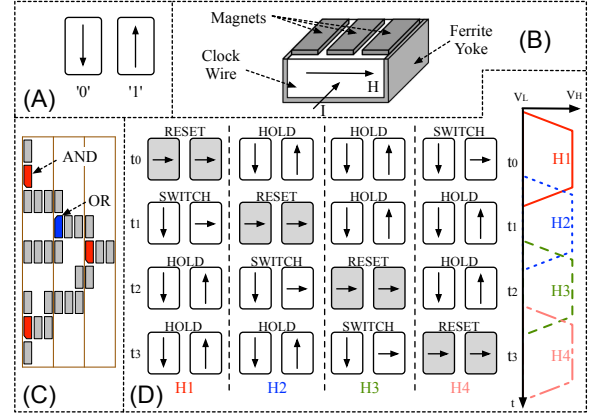 Magnets
Ferrite
Yoke
(B)
Clock
Wire
H
I
(A)
'0'
'1'
AND
OR
(C)
VL
VH
RESET
HOLD
HOLD
SWITCH
t0
t0
H1
SWITCH
RESET
HOLD
HOLD
t1
t1
H2
HOLD
SWITCH
RESET
HOLD
t2
t2
H3
HOLD
HOLD
SWITCH
RESET
t3
t3
H4
(D)
H1
H2
H3
H4
t